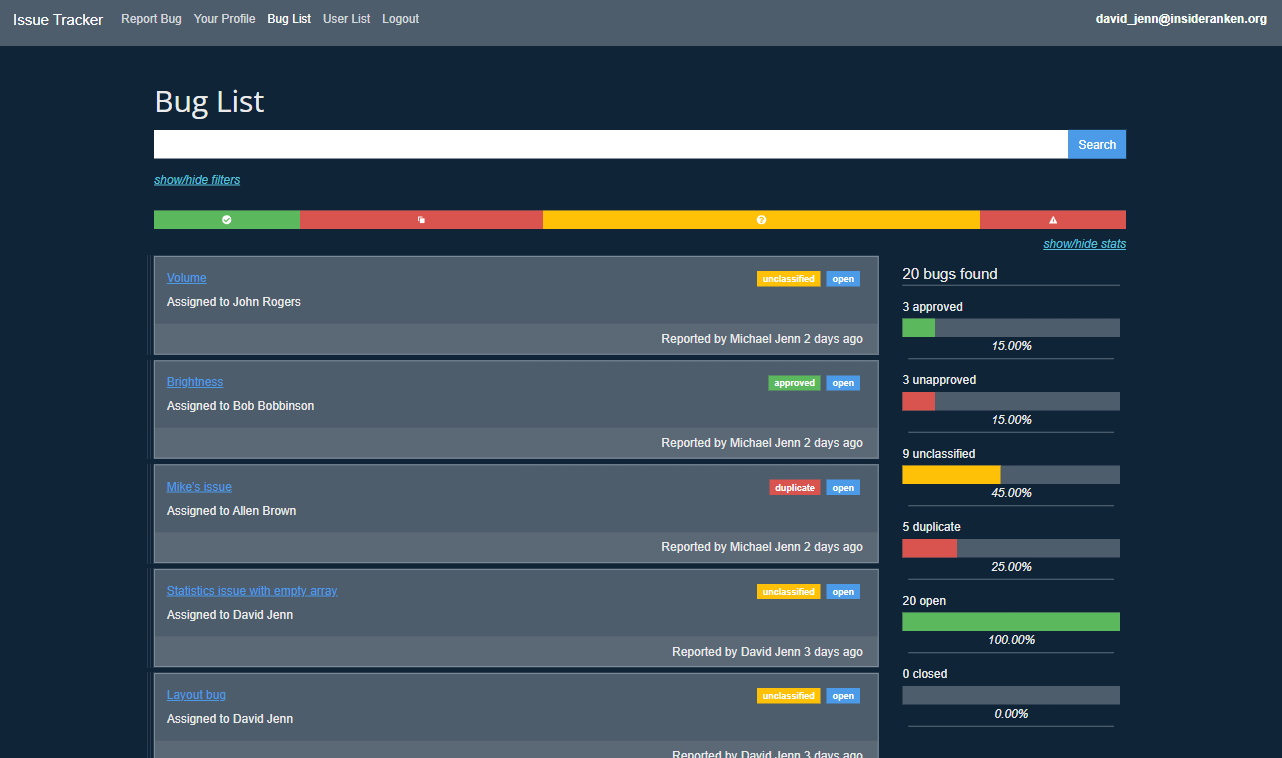 Issue Tracker Report Bug Your Profile Bug List User List Logout david_jenn@insideranken.org
Bug List
Search
show/hide filters
show/hide stats
Volume unclassified open
Assigned to John Rogers
Reported by Michael Jenn 2 days ago
Brightness approved open
Assigned to Bob Bobbinson
Reported by Michael Jenn 2 days ago
Mike's issue duplicate open
Assigned to Allen Brown
Reported by Michael Jenn 2 days ago
Statistics issue with empty array unclassified open
Assigned to David Jenn
Reported by David Jenn 3 days ago
Layout bug unclassified open
Assigned to David Jenn
Reported by David Jenn 3 days ago
20 bugs found
3 approved
15.00%
3 unapproved
15.00%
9 unclassified
45.00%
5 duplicate
25.00%
20 open
100.00%
0 closed
0.00%